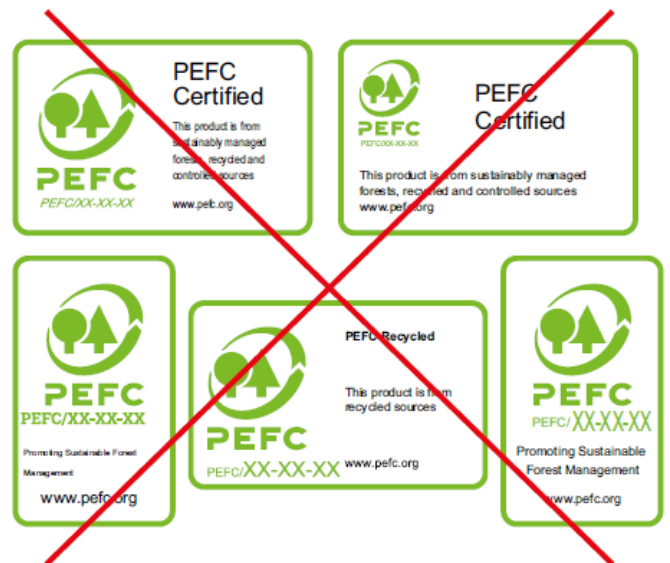 PEFC
Certified
This product is from
sustainably managed
forests, recycled and
controlled sources
www.pefc.org
PEFC
PEFC/XX-XX-XX
PEFC
Certified
PEFC
PEFC/XX-XX-XX
This product is from sustainably managed
forests, recycled and controlled sources
www.pefc.org
PEFC
PEFC/XX-XX-XX
Promoting Sustainable Forest
Management
www.pefc.org
PEFC Recycled
This product is from
recycled sources
PEFC
PEFC/XX-XX-XX
www.pefc.org
PEFC
PEFC/XX-XX-XX
Promoting Sustainable
Forest Management
www.pefc.org